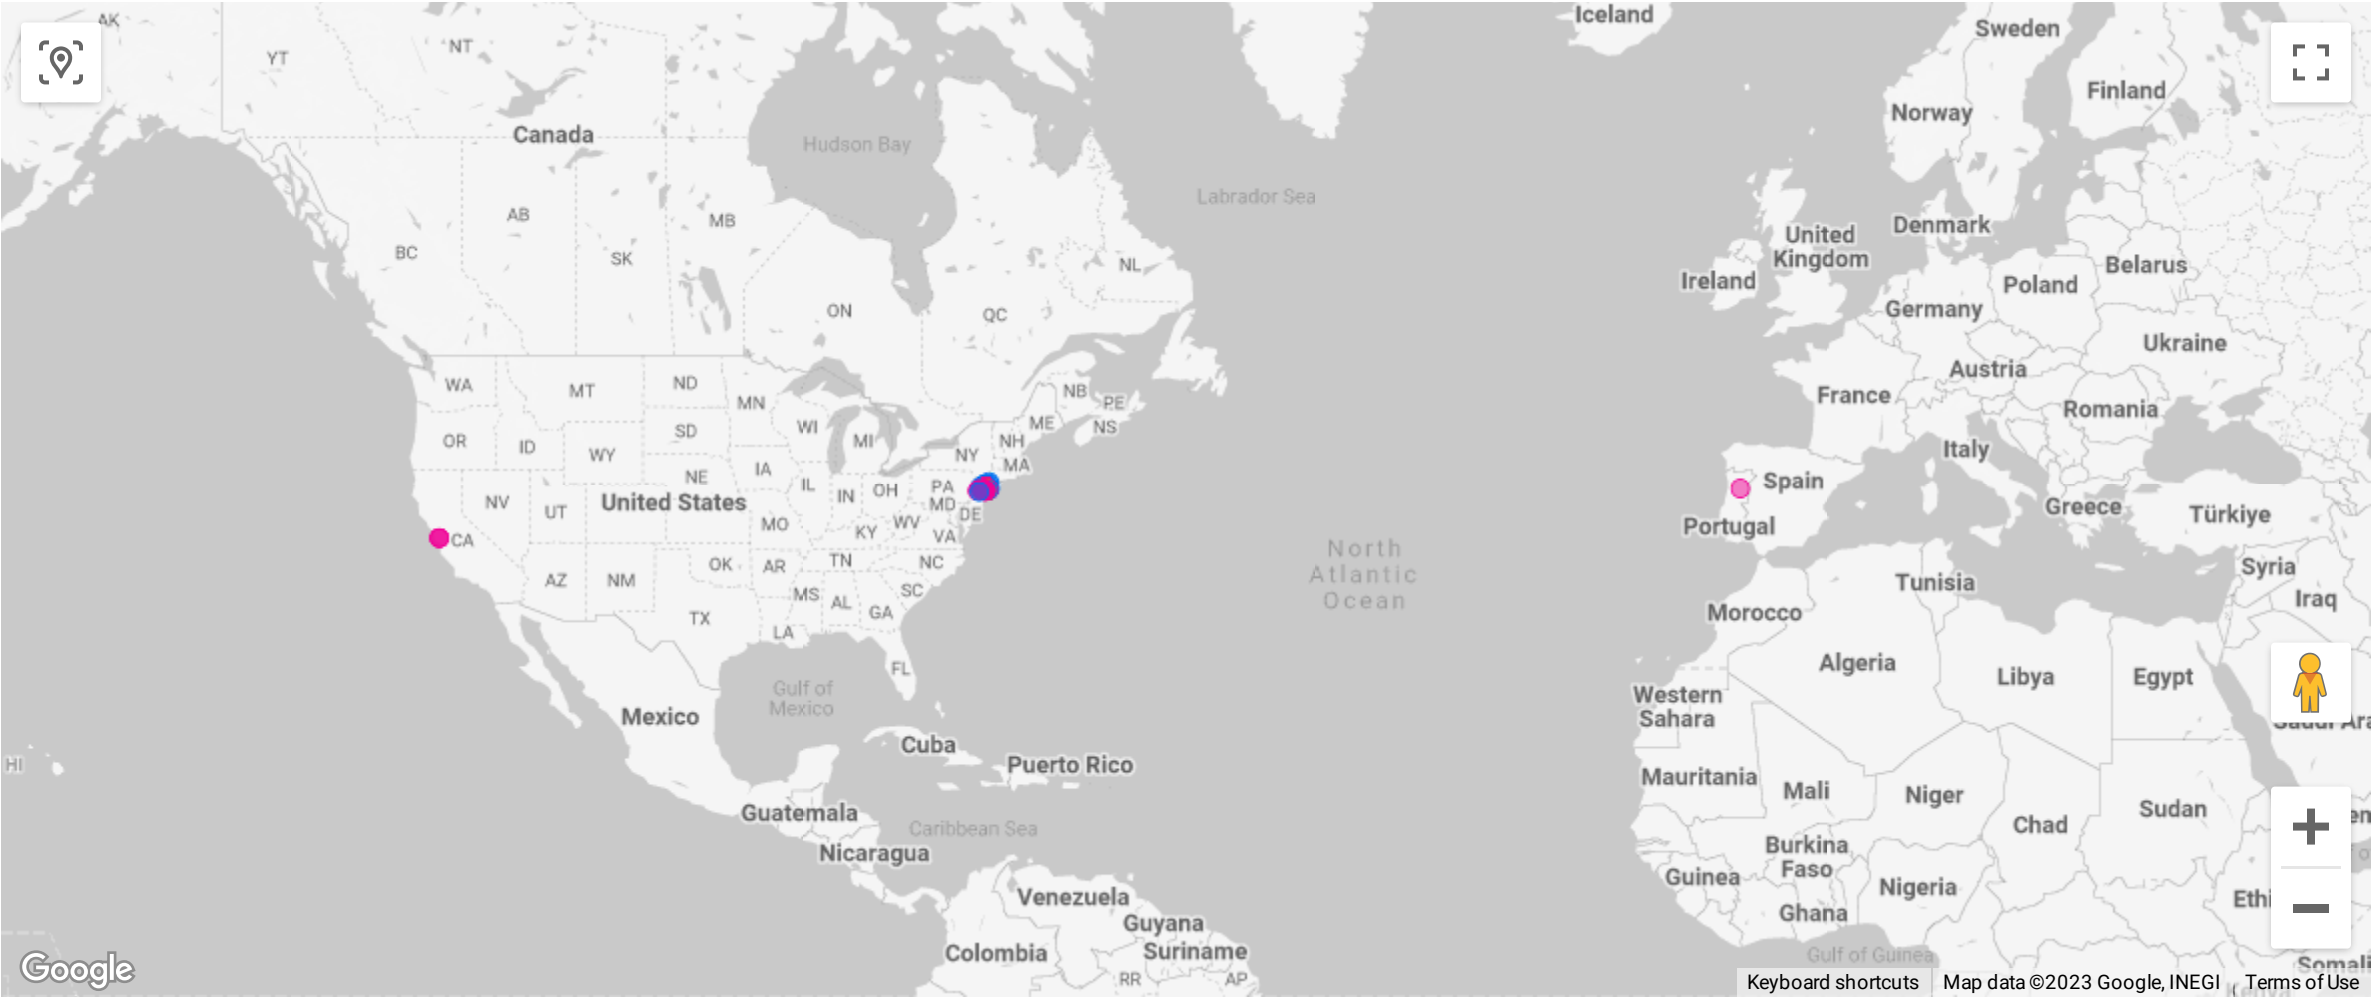 AK
YT
NT
Canada
Hudson Bay
Labrador Sea
Iceland
Sweden
Finland
Norway
AB
BC
SK
MB
ON
QC
NL
Denmark
United
Kingdom
Ireland
Belarus
Poland
Germany
Ukraine
Austria
France
Romania
Italy
Spain
Portugal
Greece
Türkiye
WA
MT
ND
MN
OR
ID
WY
SD
WI
MI
NB
PE
ME
NS
NH
NY
MA
NE
IA
IL
IN
OH
PA
MD
DE
NV
UT
United States
MO
KY
WV
VA
CA
AZ
NM
OK
AR
TN
NC
MS
AL
GA
SC
TX
LA
FL
North
Atlantic
Ocean
Tunisia
Syria
Iraq
Morocco
Algeria
Libya
Egypt
Western
Sahara
Mexico
Gulf of
Mexico
Cuba
Puerto Rico
HI
Mauritania
Mali
Niger
Chad
Sudan
Guatemala
Caribbean Sea
Nicaragua
Burkina
Faso
Guinea
Nigeria
Ghana
Ethi
Venezuela
Guyana
Suriname
Colombia
RR
AP
Gulf of Guinea
Somali
Google
Keyboard shortcuts
Map data ©2023 Google, INEGI
Terms of Use